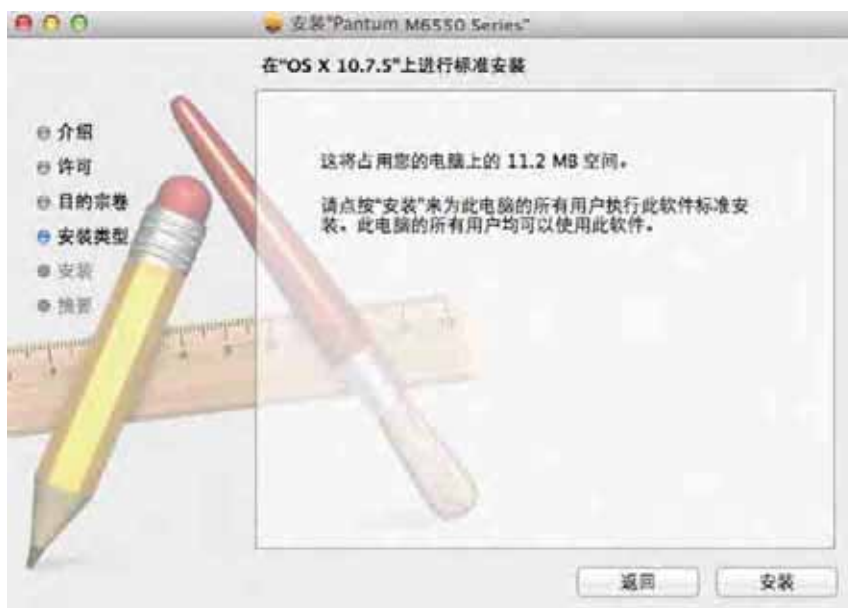 安装"Pantum M6550 Series"
在"OS X 10.7.5"上进行标准安装
介绍
许可
目的宗卷
安装类型
安装
摘要
这将占用您的电脑上的 11.2 MB 空间。
请点按"安装"来为此电脑的所有用户执行此软件标准安
装。此电脑的所有用户均可以使用此软件。
返回
安装